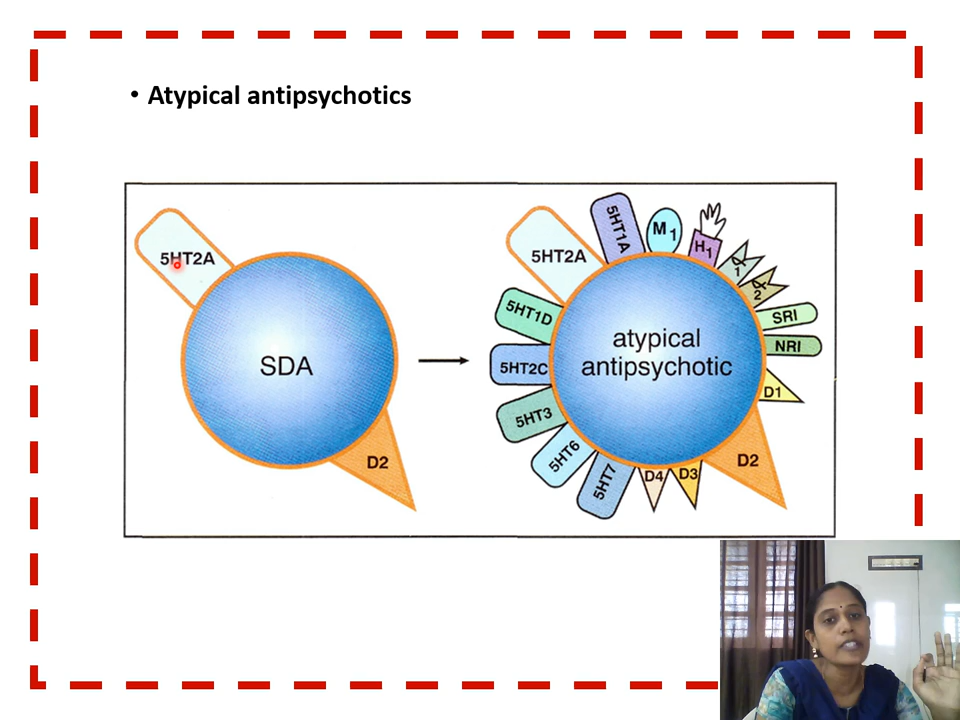 • Atypical antipsychotics
5HT2A
SDA
D2
5HT2A
5HT1A
M1
H1
α1
α2
SRI
NRI
D1
D2
D3
D4
5HT7
5HT6
5HT3
5HT2C
5HT1D
atypical
antipsychotic